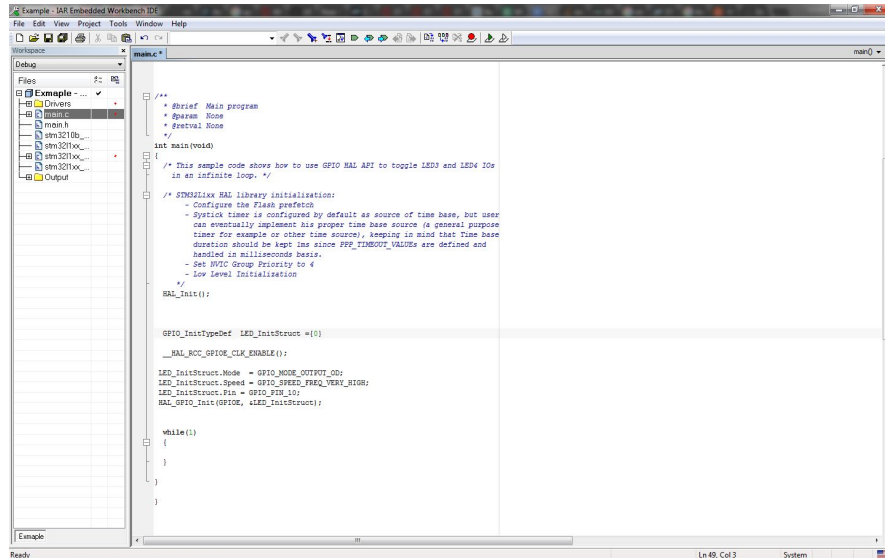 Example - IAR Embedded Workbench IDE
File Edit View Project Tools Window Help
Workspace
main.c *
main()
Debug
Files
Exmaple - ...
Drivers
main.c
main.h
stm3210b_...
stm32l1xx_...
stm32l1xx_...
stm32l1xx_...
Output
/**
* @brief Main program
* @param None
* @retval None
*/
int main(void)
{
/* This sample code shows how to use GPIO HAL API to toggle LED3 and LED4 IOs
in an infinite loop. */
/* STM32L1xx HAL library initialization:
- Configure the Flash prefetch
- Systick timer is configured by default as source of time base, but user
can eventually implement his proper time base source (a general purpose
timer for example or other time source), keeping in mind that Time base
duration should be kept 1ms since PPP_TIMEOUT_VALUEs are defined and
handled in milliseconds basis.
- Set NVIC Group Priority to 4
- Low Level Initialization
*/
HAL_Init();
GPIO_InitTypeDef LED_InitStruct ={0}
__HAL_RCC_GPIOE_CLK_ENABLE();
LED_InitStruct.Mode = GPIO_MODE_OUTPUT_OD;
LED_InitStruct.Speed = GPIO_SPEED_FREQ_VERY_HIGH;
LED_InitStruct.Pin = GPIO_PIN_10;
HAL_GPIO_Init(GPIOE, &LED_InitStruct);
while(1)
{
}
}
}
Exmaple
Ready
Ln 49, Col 3
System